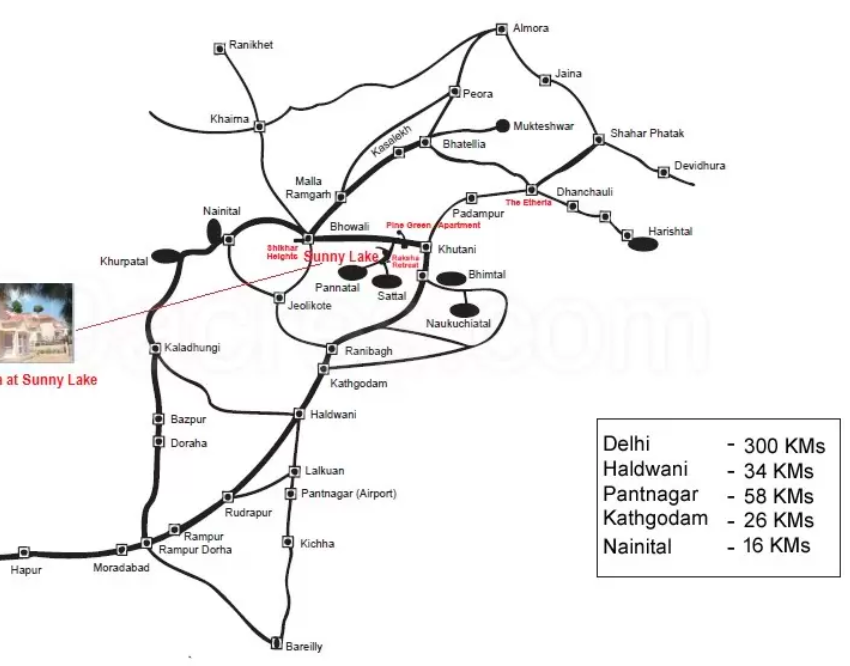 Almora
Ranikhet
Jaina
Peora
Khairna
Mukteshwar
Shahar Phatak
Kasalekh
Bhatellia
Devidhura
Malla
Ramgarh
The Etheria
Dhanchauli
Nainital
Padampur
Bhowali
Pine Green Apartment
Harishtal
Khutani
Shikhar
Heights
Sunny Lake
Raksha
Retreat
Khurpatal
Pannatal
Sattal
Bhimtal
Jeolikote
Naukuchiatal
Kaladhungi
Ranibagh
at Sunny Lake
Kathgodam
Haldwani
Bazpur
Doraha
Delhi - 300 KMs
Haldwani - 34 KMs
Pantnagar - 58 KMs
Kathgodam - 26 KMs
Nainital - 16 KMs
Lalkuan
Pantnagar (Airport)
Rudrapur
Rampur
Rampur Dorha
Kichha
Hapur
Moradabad
Bareilly